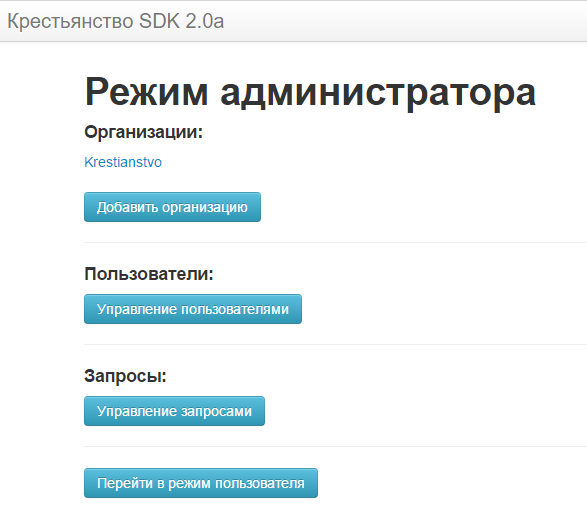 Крестьянство SDK 2.0a
Режим администратора
Организации:
Krestianstvo
Добавить организацию
Пользователи:
Управление пользователями
Запросы:
Управление запросами
Перейти в режим пользователя